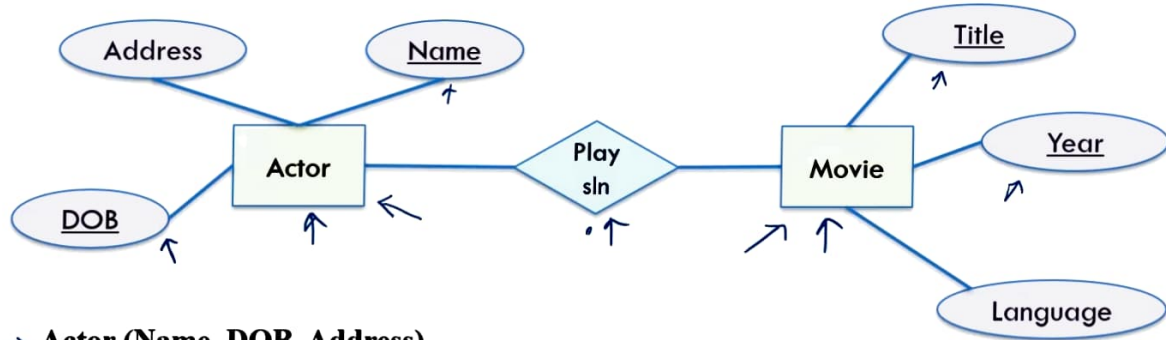 Address
Name
Title
Actor
Play
sIn
Movie
Year
DOB
Language
Actor (Name, DOB, Address)